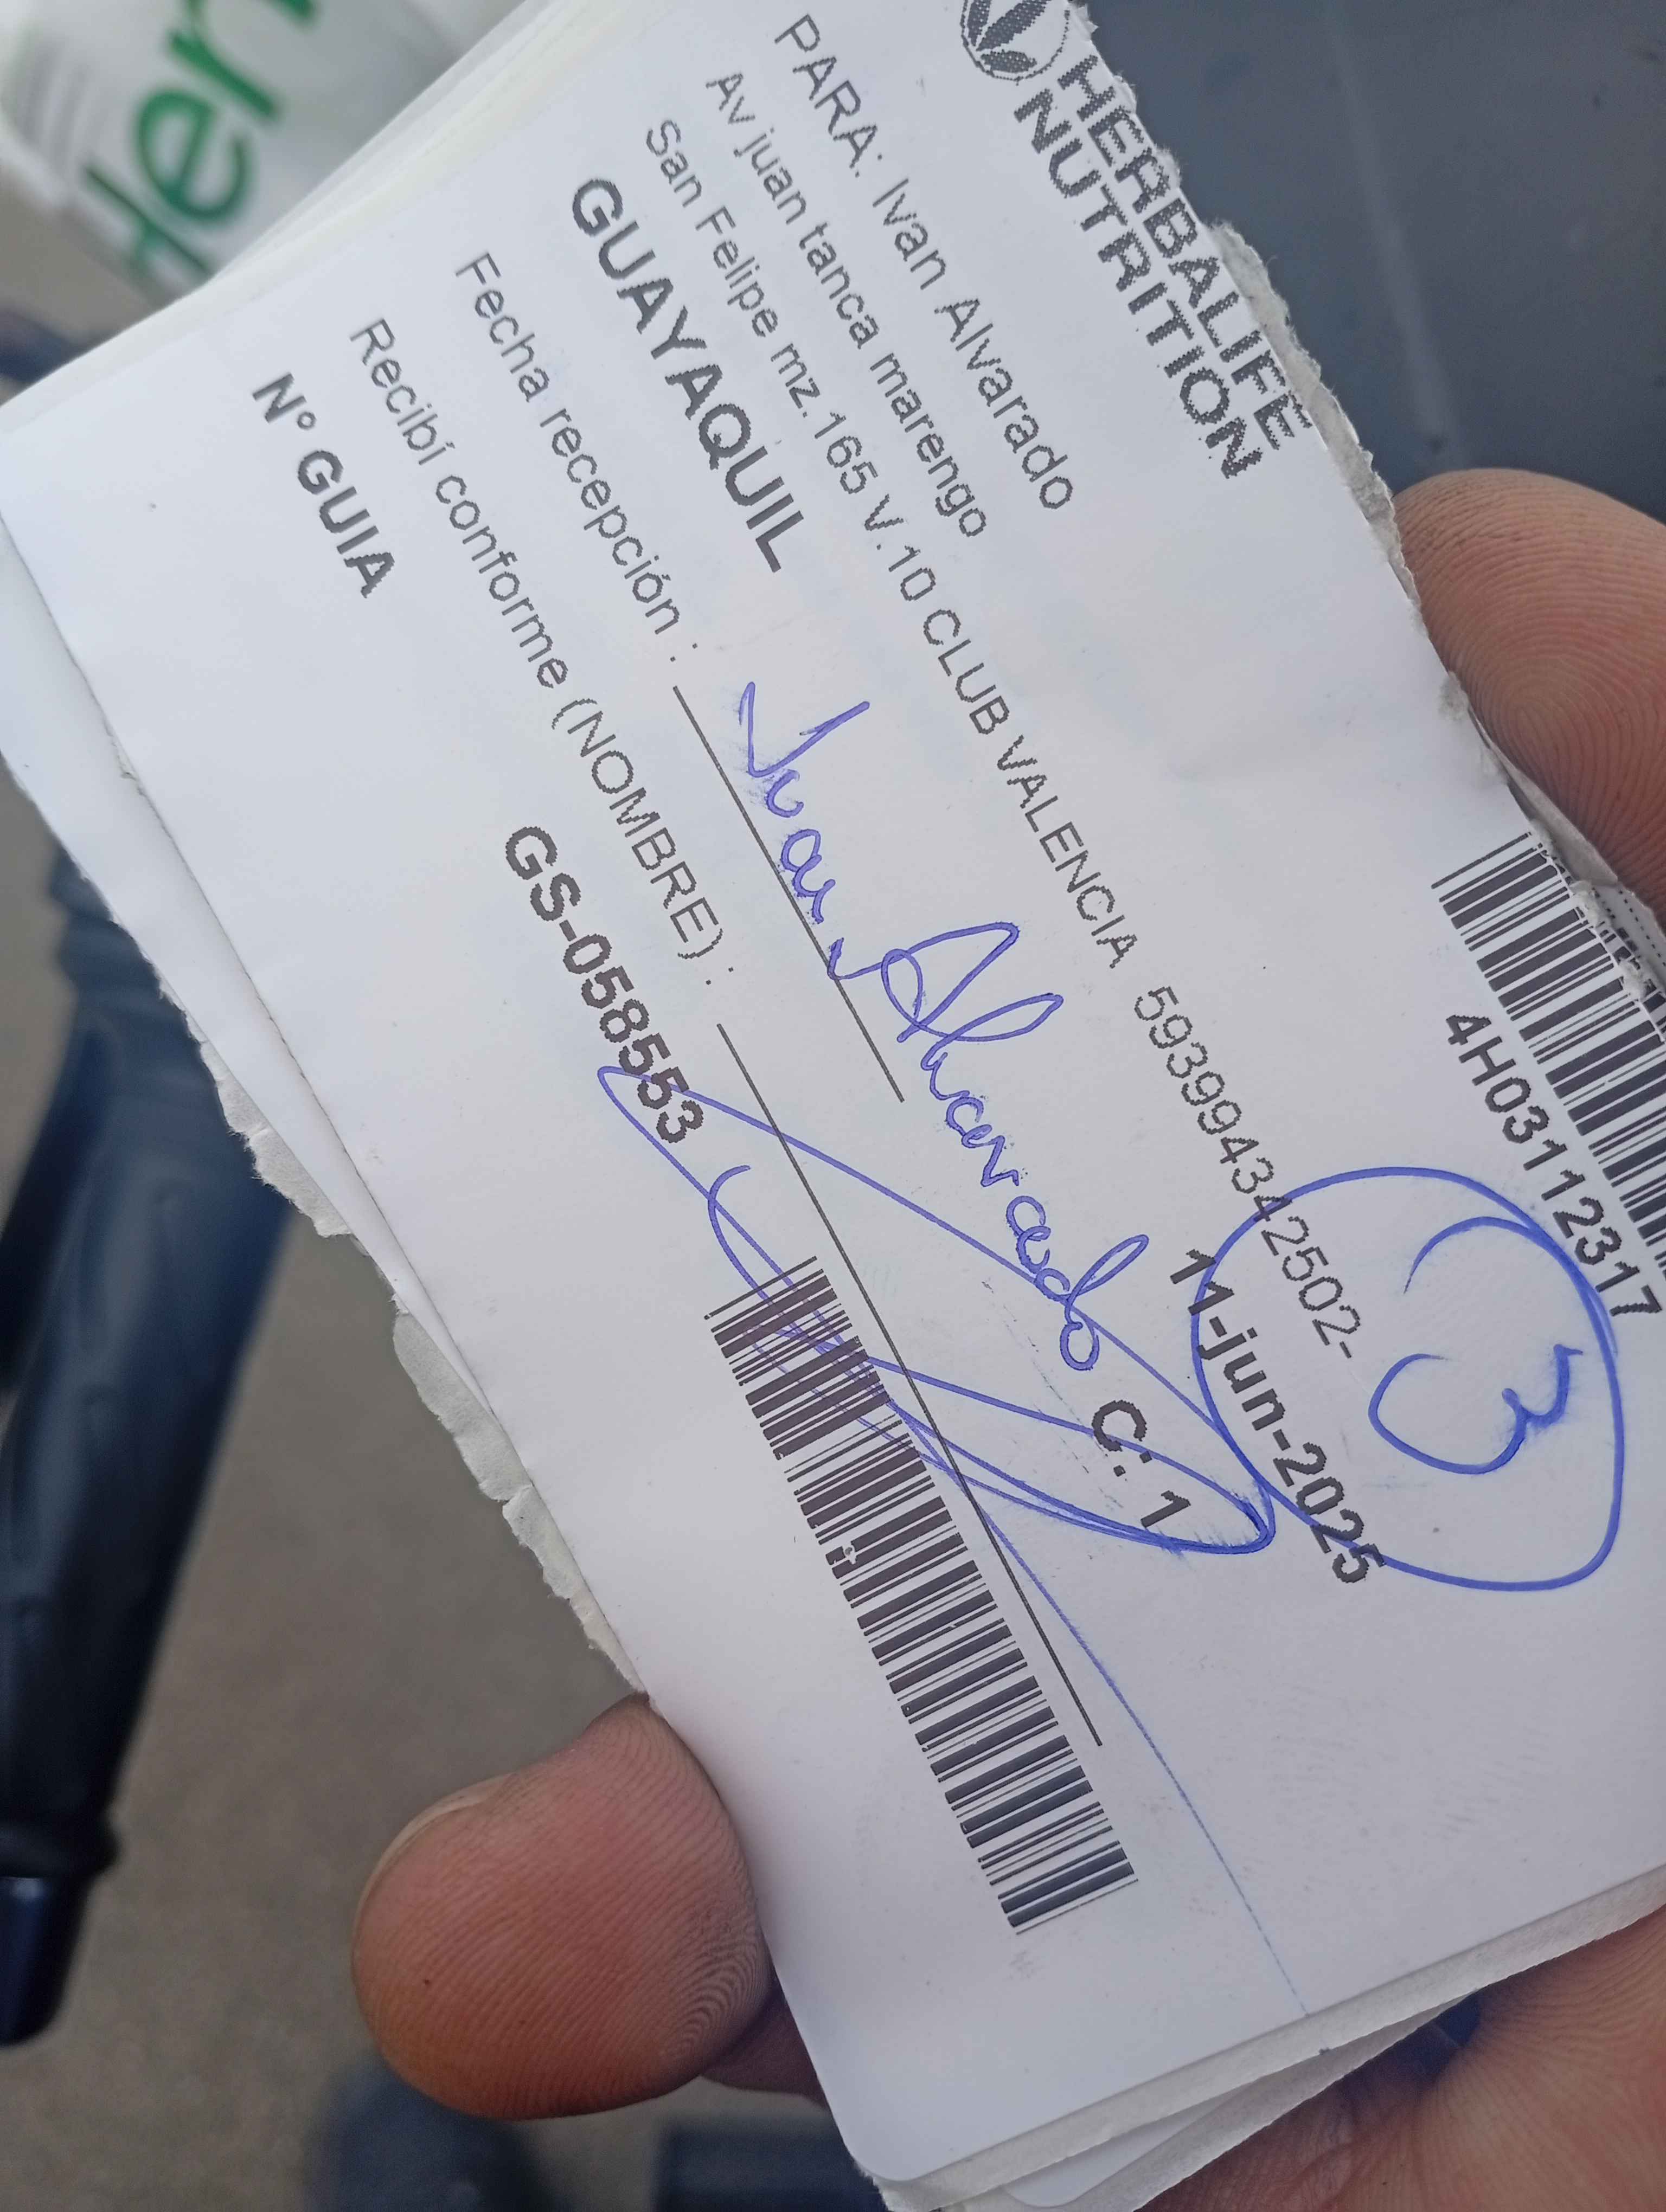 HERBALIFE
NUTRITION
4H03112317
PARA: Ivan Alvarado
Av juan tanca marengo
San Felipe mz.165 V.10 CLUB VALENCIA 593994342502-
3
GUAYAQUIL
11-jun-2025
Fecha recepción :
Ivan Alvarado
C: 1
Recibí conforme (NOMBRE) :
N° GUIA
GS-058553
Her